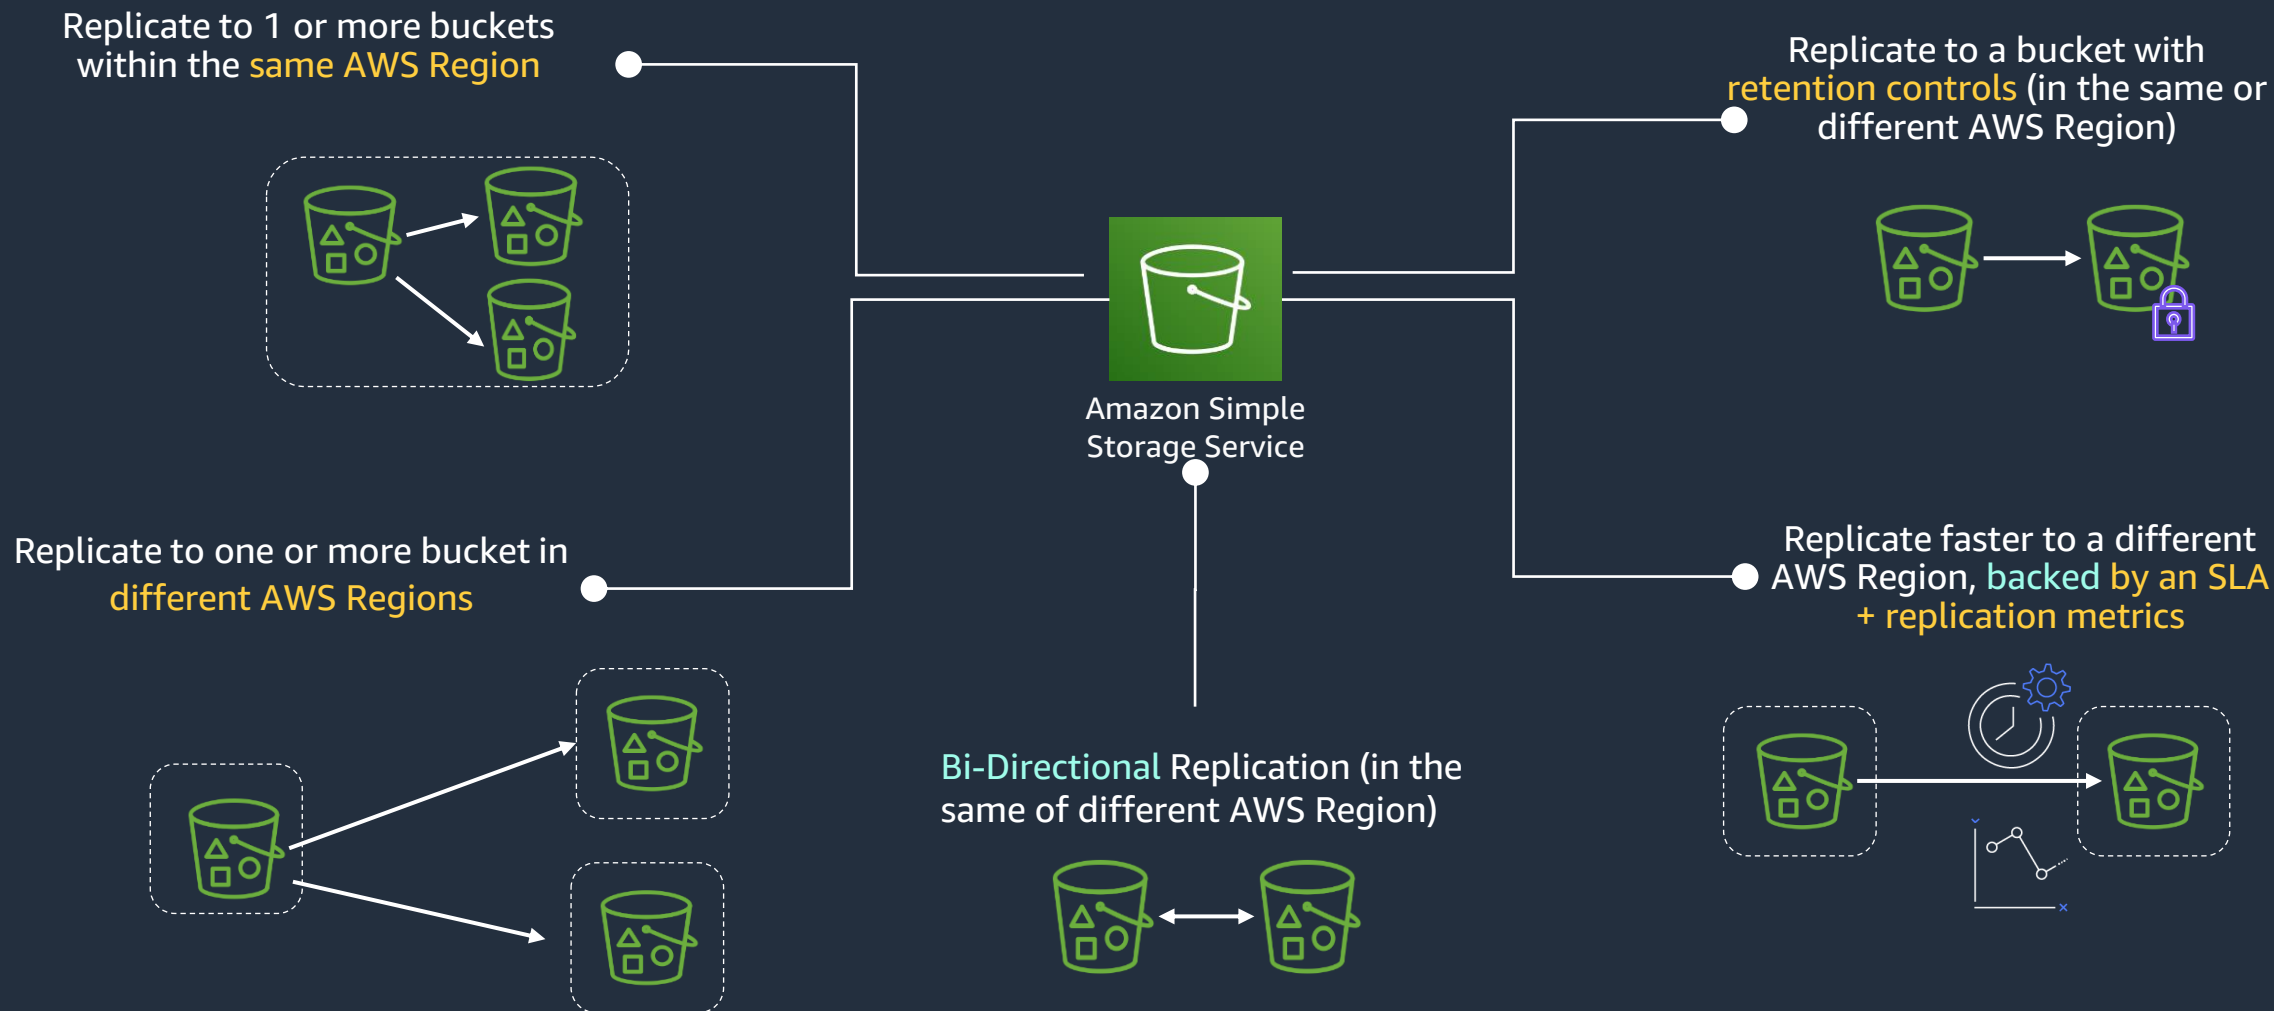 Replicate to 1 or more buckets
within the same AWS Region
Replicate to a bucket with
retention controls (in the same or
different AWS Region)
Amazon Simple
Storage Service
Replicate to one or more bucket in
different AWS Regions
Replicate faster to a different
AWS Region, backed by an SLA
+ replication metrics
Bi-Directional Replication (in the
same of different AWS Region)